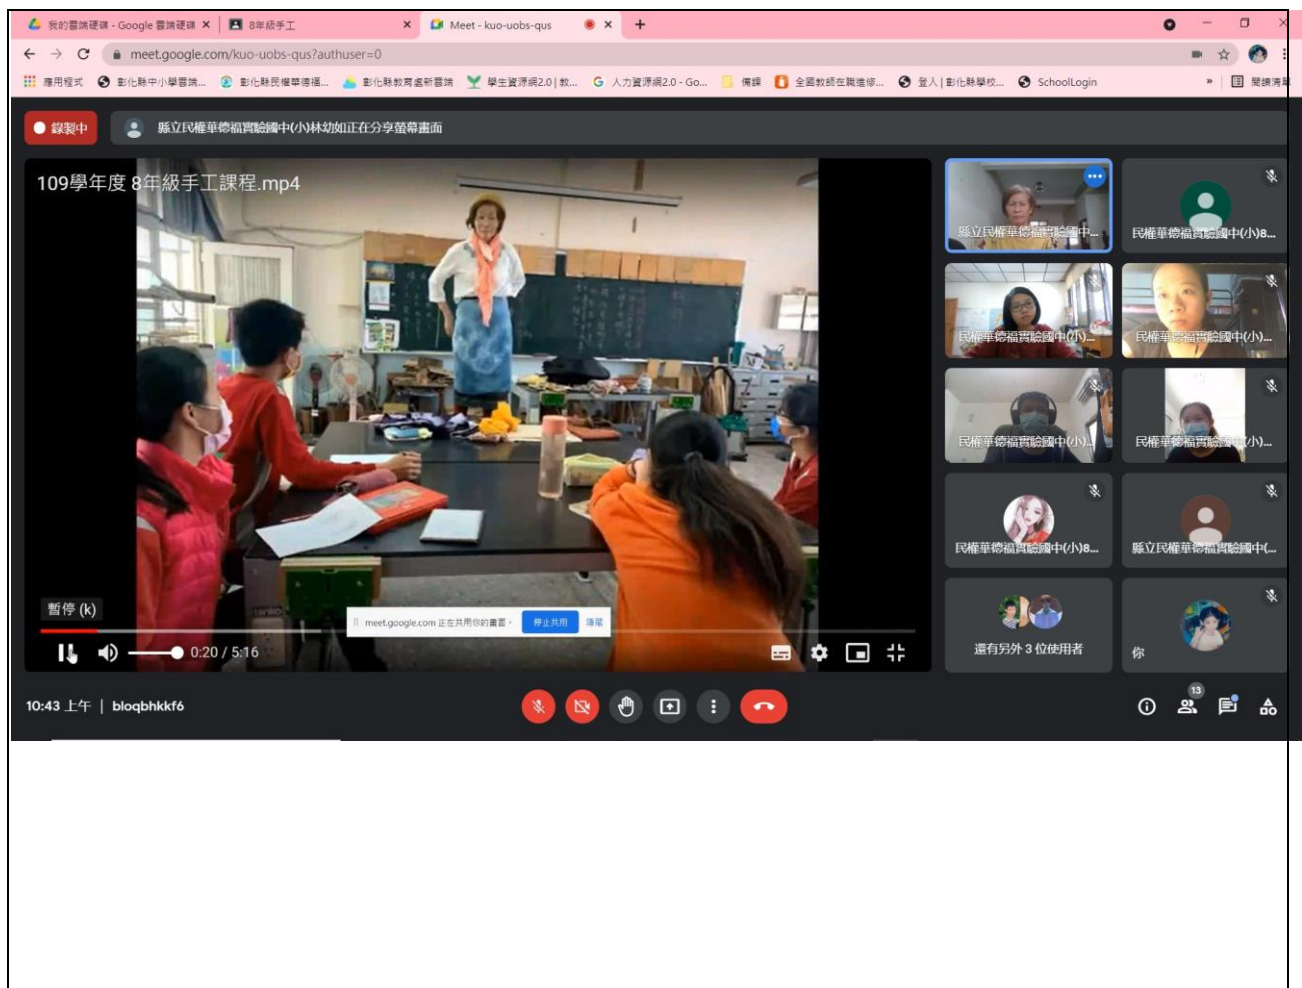 我的雲端硬碟 - Google 雲端硬碟
8年級手工
Meet - kuo-uobs-qus
meet.google.com/kuo-uobs-qus?authuser=0
應用程式
彰化縣中小學雲端...
彰化縣民權華德福...
彰化縣教育處新雲端
學生資源網2.0 | 教...
人力資源網2.0 - Go...
備課
全國教師在職進修...
登入 | 彰化縣學校...
SchoolLogin
»
閱讀清單
錄製中
縣立民權華德福實驗國中(小)林幼如正在分享螢幕畫面
109學年度 8年級手工課程.mp4
縣立民權華德福實驗國中...
民權華德福實驗國中(小)8...
民權華德福實驗國中(小)...
民權華德福實驗國中(小)...
民權華德福實驗國中(小)...
民權華德福實驗國中(小)...
民權華德福實驗國中(小)8...
縣立民權華德福實驗國中(...
還有另外 3 位使用者
你
暫停 (k)
meet.google.com 正在共用你的畫面。
停止共用
隱藏
0:20 / 5:16
10:43 上午 | bloqbhkkf6
13